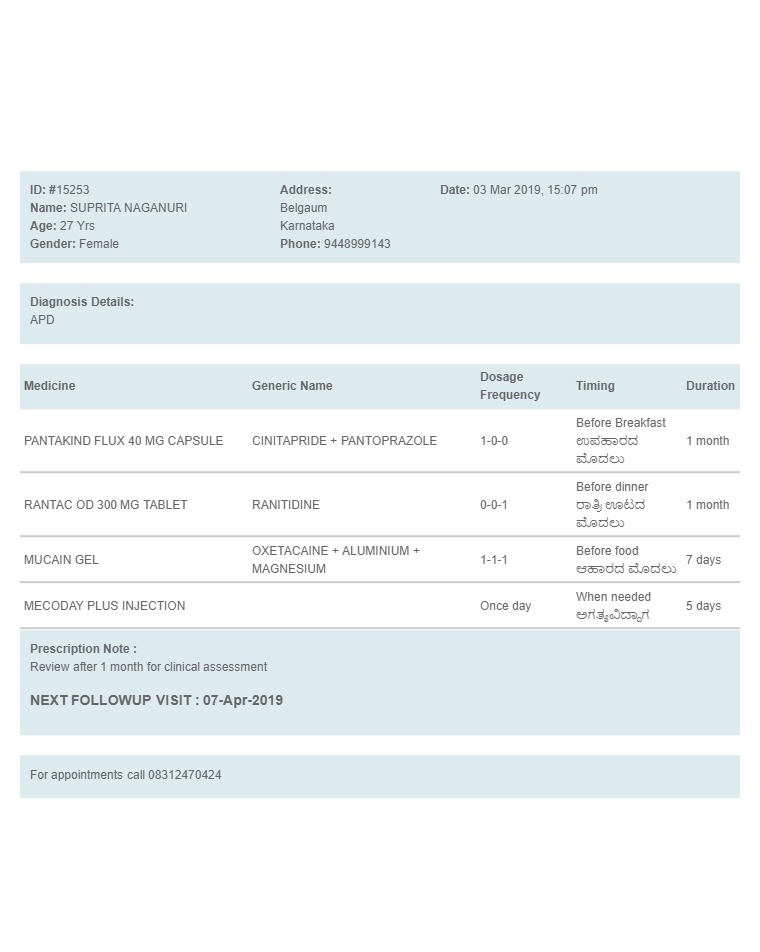 ID: #15253
Name: SUPRITA NAGANURI
Age: 27 Yrs
Gender: Female
Address:
Belgaum
Karnataka
Phone: 9448999143
Date: 03 Mar 2019, 15:07 pm
Diagnosis Details:
APD
Medicine Generic Name Dosage Frequency Timing Duration
PANTAKIND FLUX 40 MG CAPSULE CINITAPRIDE + PANTOPRAZOLE 1-0-0 Before Breakfast 1 month
ಉಪಹಾರದ
ಮೊದಲು
RANTAC OD 300 MG TABLET RANITIDINE 0-0-1 Before dinner 1 month
ರಾತ್ರಿ ಊಟದ
ಮೊದಲು
MUCAIN GEL OXETACAINE + ALUMINIUM + MAGNESIUM 1-1-1 Before food 7 days
ಆಹಾರದ ಮೊದಲು
MECODAY PLUS INJECTION Once day When needed 5 days
ಅಗತ್ಯವಿದ್ದಾಗ
Prescription Note :
Review after 1 month for clinical assessment
NEXT FOLLOWUP VISIT : 07-Apr-2019
For appointments call 08312470424